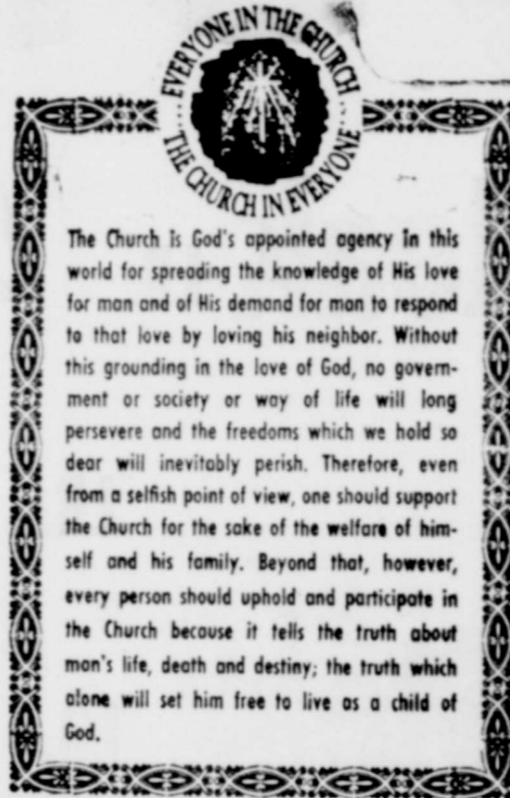 EVERYONE IN THE CHURCH
THE CHURCH IN EVERYONE
The Church is God's appointed agency in this
world for spreading the knowledge of His love
for man and of His demand for man to respond
to that love by loving his neighbor. Without
this grounding in the love of God, no govern-
ment or society or way of life will long
persevere and the freedoms which we hold so
dear will inevitably perish. Therefore, even
from a selfish point of view, one should support
the Church for the sake of the welfare of him-
self and his family. Beyond that, however,
every person should uphold and participate in
the Church because it tells the truth about
man's life, death and destiny; the truth which
alone will set him free to live as a child of
God.